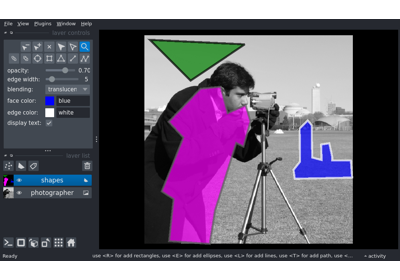 File View Plugins Window Help
layer controls
opacity: 0.70
edge width: 5
blending: translucen
face color: blue
edge color: white
display text:
layer list
shapes
photographer
Ready use <R> for add rectangles, use <E> for add ellipses, use <L> for add lines, use <T> for add path, use <... activity